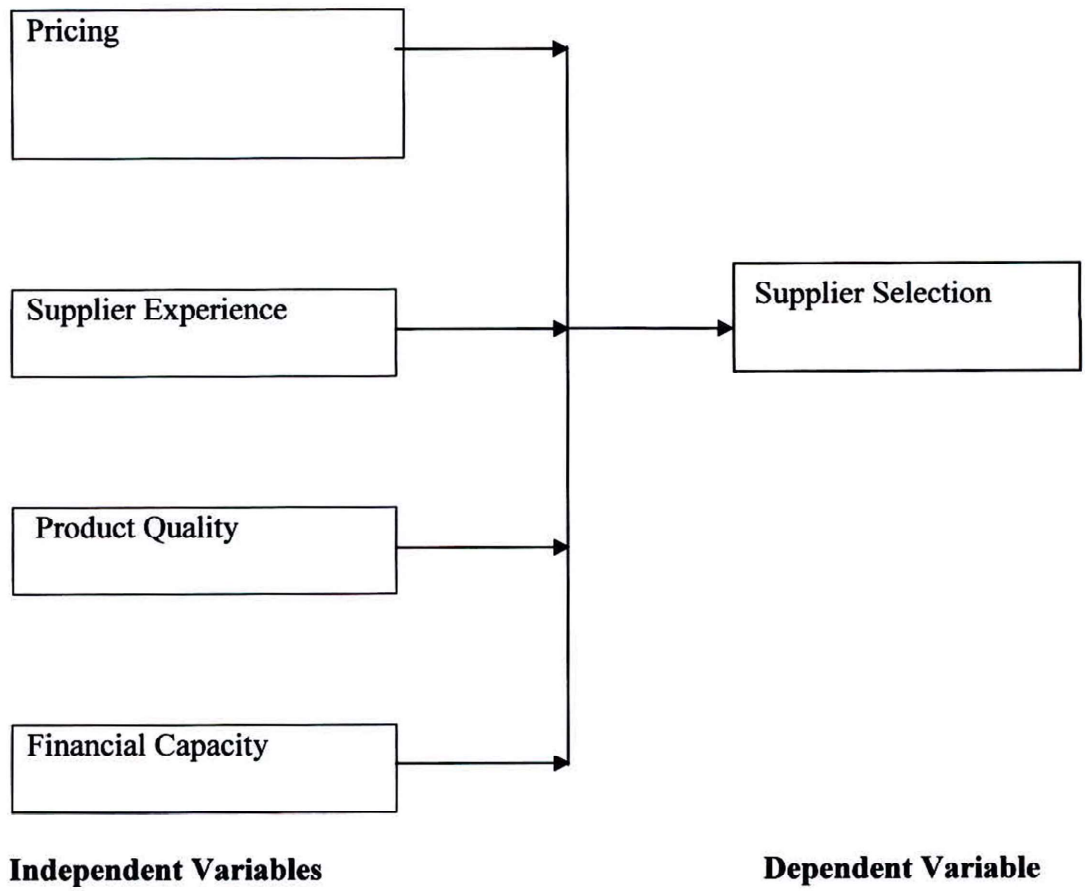 Pricing
Supplier Experience
Supplier Selection
Product Quality
Financial Capacity
Independent Variables
Dependent Variable